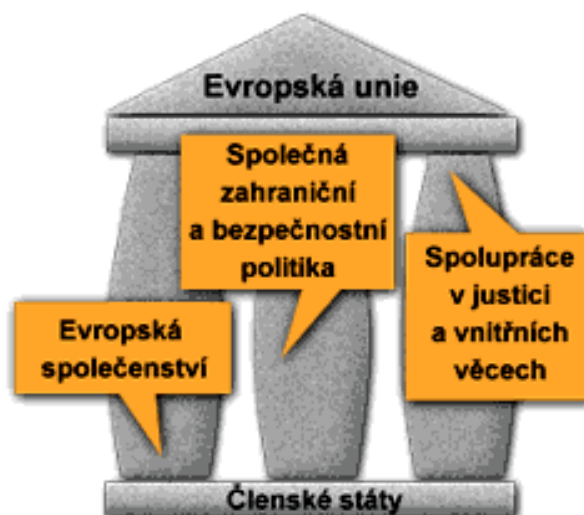 Evropská unie
Společná
zahraniční
a bezpečnostní
politika
Spolupráce
v justici
a vnitřních
věcech
Evropská
společenství
Členské státy